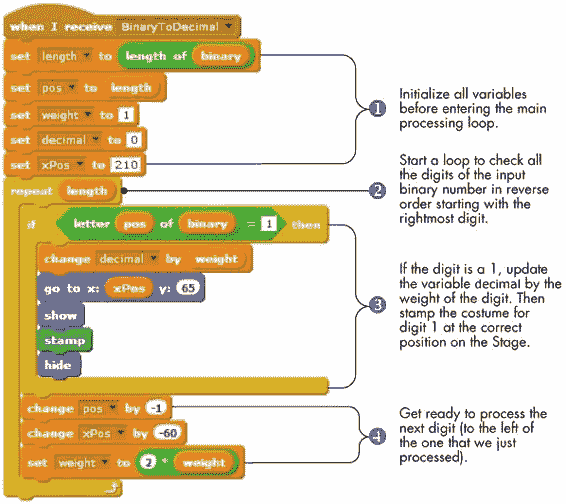 when I receive BinaryToDecimal
set length to length of binary
set pos to length
set weight to 1
set decimal to 0
set xPos to 210
repeat length
if letter pos of binary = 1 then
change decimal by weight
go to x: xPos y: 65
show
stamp
hide
change pos by -1
change xPos by -60
set weight to 2 * weight
1
Initialize all variables
before entering the main
processing loop.
2
Start a loop to check all
the digits of the input
binary number in reverse
order starting with the
rightmost digit.
3
If the digit is a 1, update
the variable decimal by the
weight of the digit. Then
stamp the costume for
digit 1 at the correct
position on the Stage.
4
Get ready to process the
next digit (to the left of
the one that we just
processed).